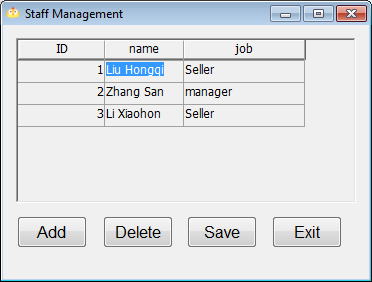 Staff Management
ID name job
1 Liu Hongqi Seller
2 Zhang San manager
3 Li Xiaohon Seller
Add Delete Save Exit